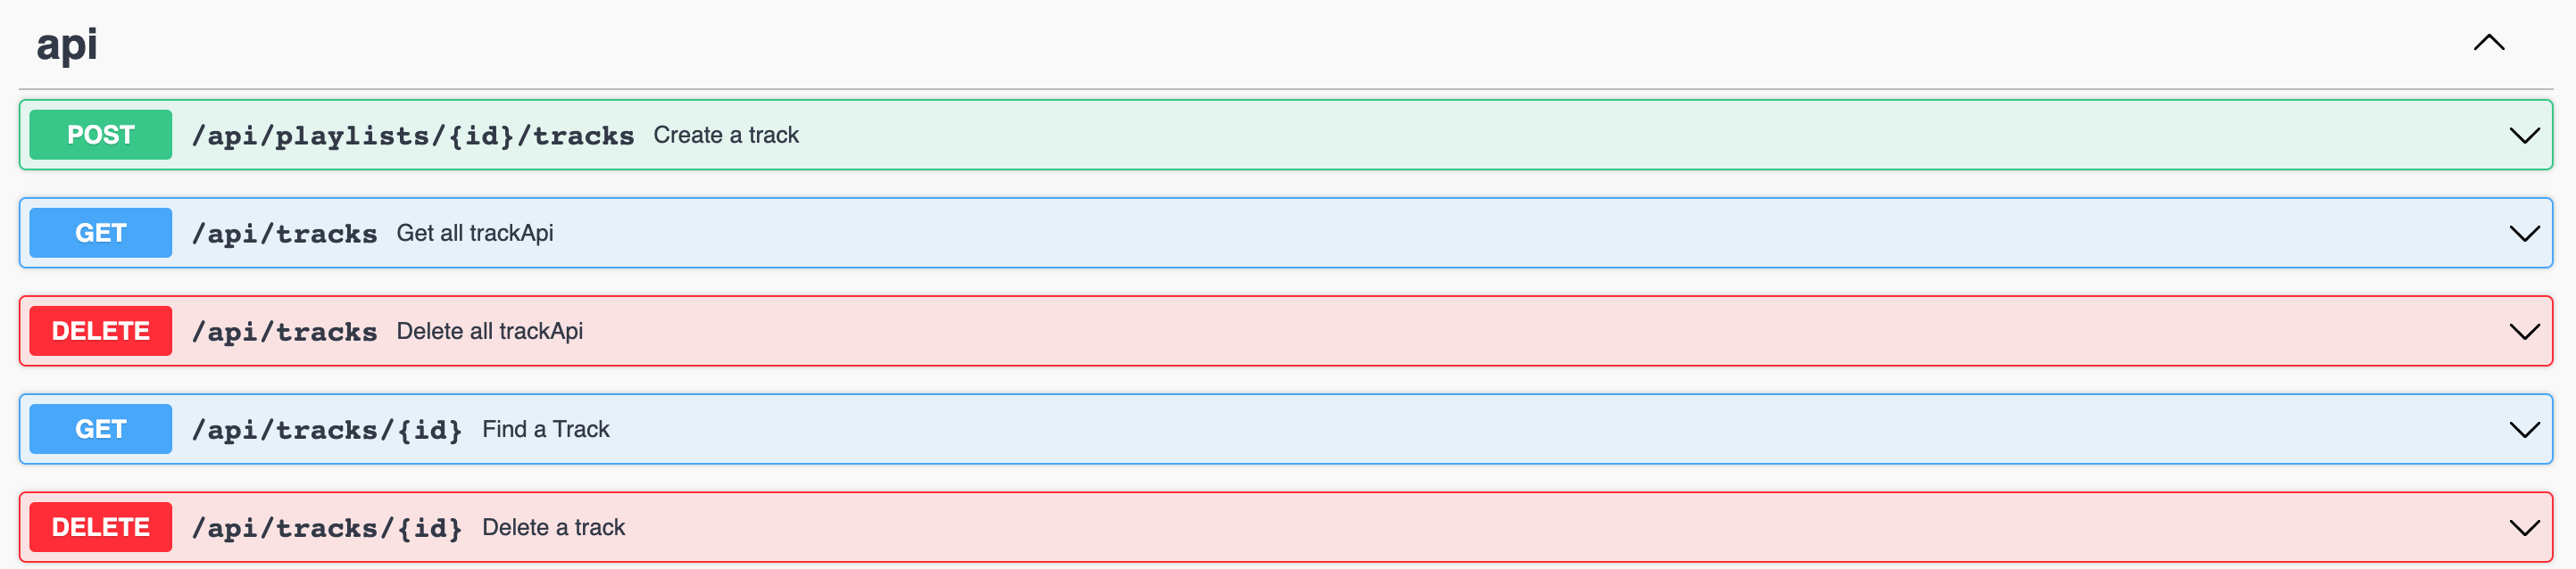 api
POST /api/playlists/{id}/tracks Create a track
GET /api/tracks Get all trackApi
DELETE /api/tracks Delete all trackApi
GET /api/tracks/{id} Find a Track
DELETE /api/tracks/{id} Delete a track